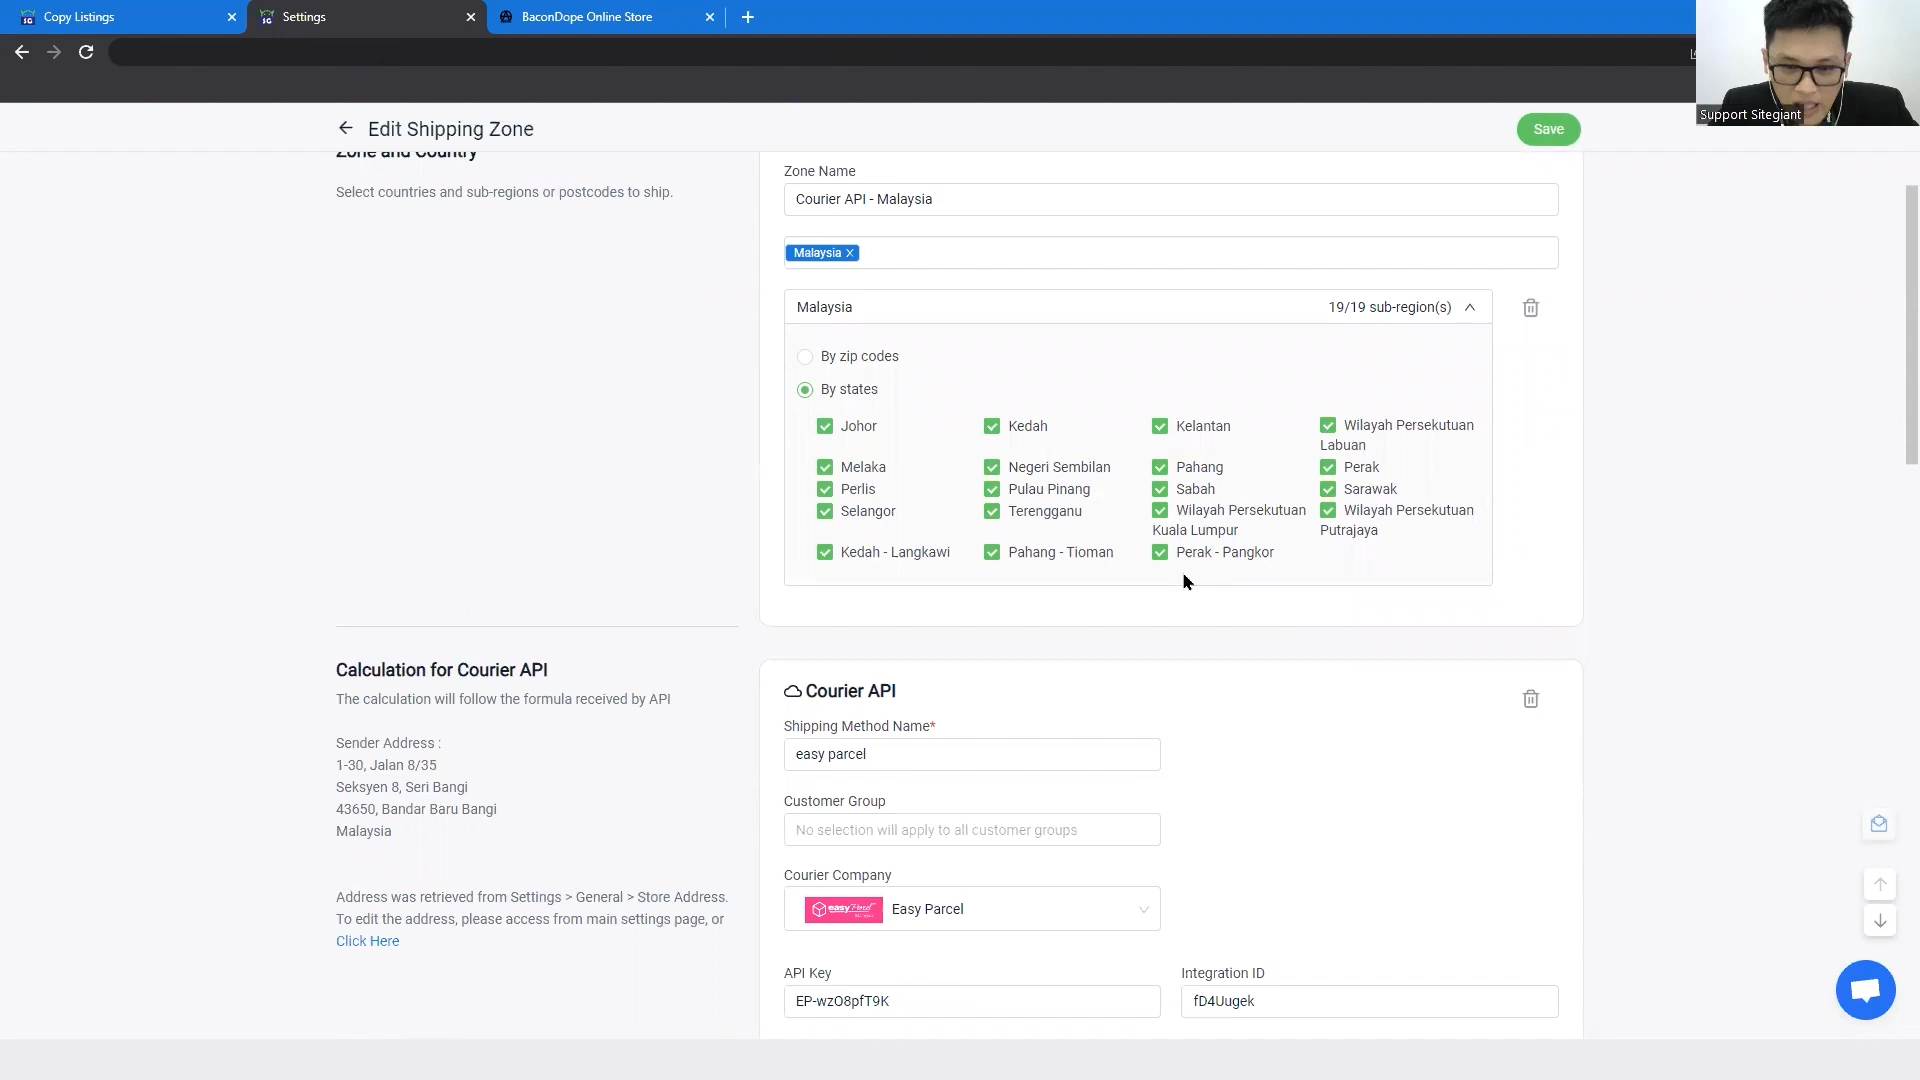 Copy Listings
Settings
BaconDope Online Store
Support Sitegiant
Edit Shipping Zone
Save
Zone and Country
Select countries and sub-regions or postcodes to ship.
Zone Name
Courier API - Malaysia
Malaysia
Malaysia 19/19 sub-region(s)
By zip codes
By states
Johor Kedah Kelantan Wilayah Persekutuan
Labuan
Melaka Negeri Sembilan Pahang Perak
Perlis Pulau Pinang Sabah Sarawak
Selangor Terengganu Wilayah Persekutuan Wilayah Persekutuan
Kuala Lumpur Putrajaya
Kedah - Langkawi Pahang - Tioman Perak - Pangkor
Calculation for Courier API
The calculation will follow the formula received by API
Sender Address :
1-30, Jalan 8/35
Seksyen 8, Seri Bangi
43650, Bandar Baru Bangi
Malaysia
Address was retrieved from Settings > General > Store Address.
To edit the address, please access from main settings page, or
Click Here
Courier API
Shipping Method Name*
easy parcel
Customer Group
No selection will apply to all customer groups
Courier Company
easyParcel
Easy Parcel
API Key
EP-wzO8pfT9K
Integration ID
fD4Uugek